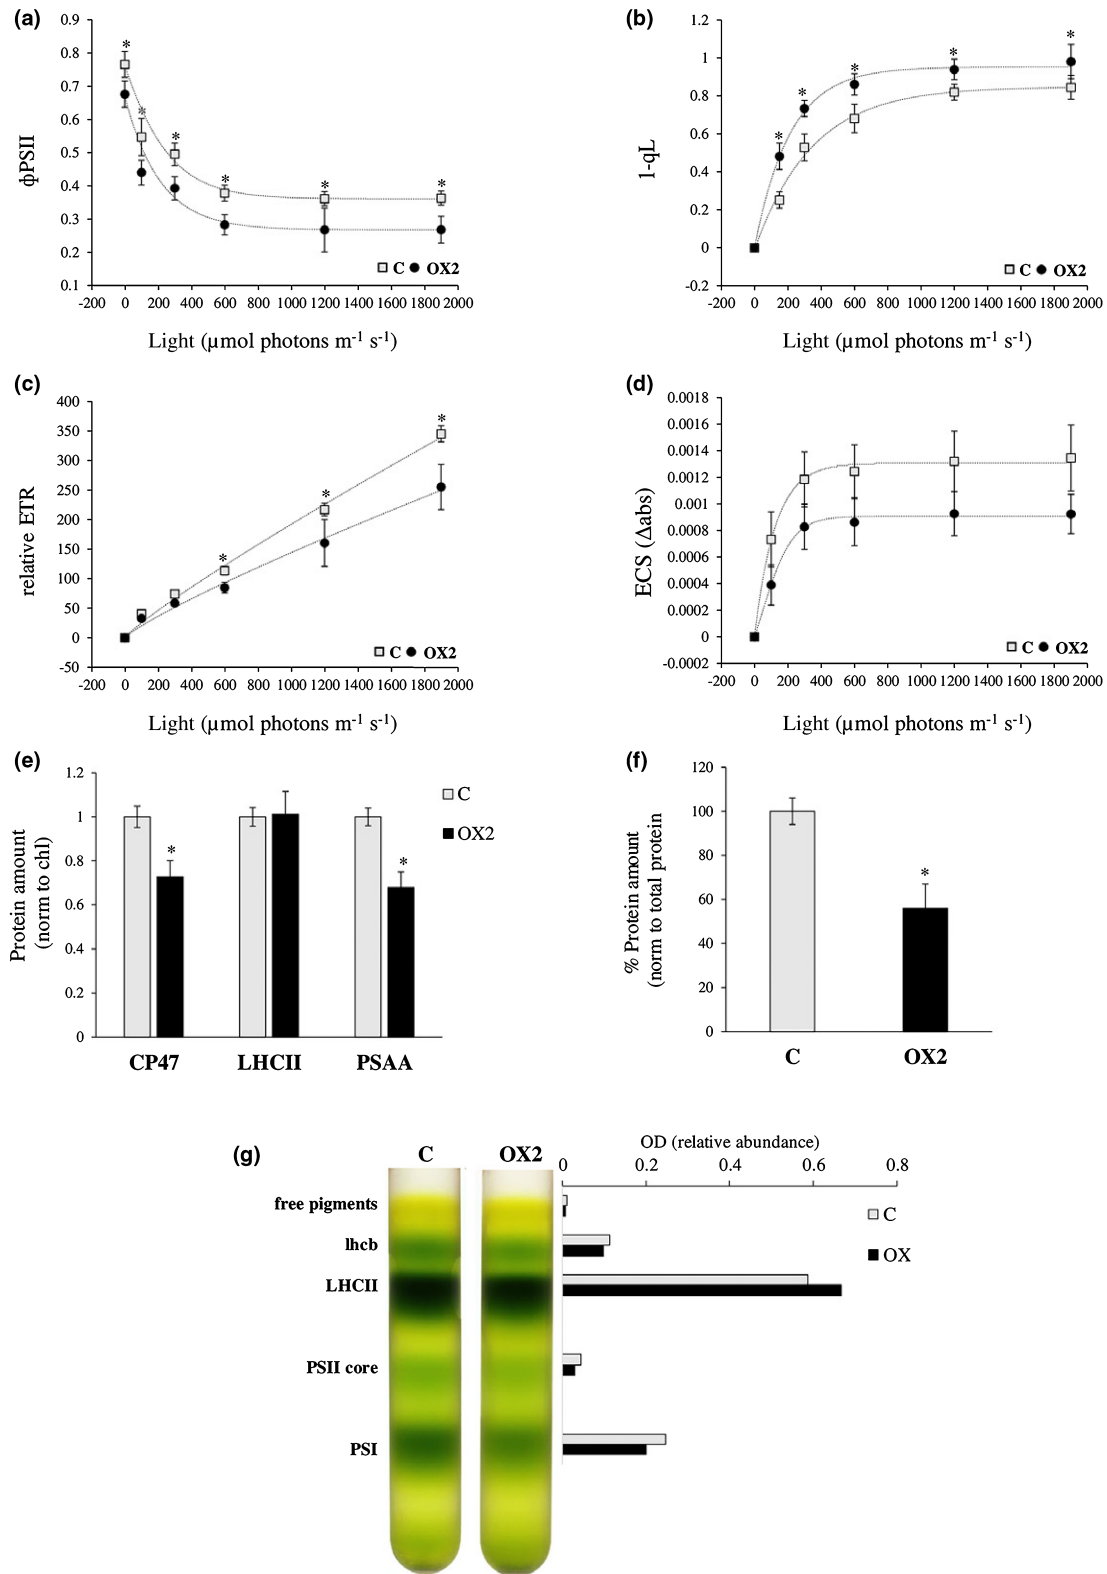 (a)
0.9
0.8
0.7
0.6
0.5
0.4
0.3
0.2
0.1
ϕPSII
* * * * * *
C OX2
-200 0 200 400 600 800 1000 1200 1400 1600 1800 2000
Light (µmol photons m-1 s-1)
(b)
1.2
1
0.8
0.6
0.4
0.2
0
-0.2
1-qL
* * * * *
C OX2
-200 0 200 400 600 800 1000 1200 1400 1600 1800 2000
Light (µmol photons m-1 s-1)
(c)
400
350
300
250
200
150
100
50
0
-50
relative ETR
* * *
C OX2
-200 0 200 400 600 800 1000 1200 1400 1600 1800 2000
Light (µmol photons m-1 s-1)
(d)
0.0018
0.0016
0.0014
0.0012
0.001
0.0008
0.0006
0.0004
0.0002
0
-0.0002
ECS (Δabs)
C OX2
-200 0 200 400 600 800 1000 1200 1400 1600 1800 2000
Light (µmol photons m-1 s-1)
(e)
1.2
1
0.8
0.6
0.4
0.2
0
Protein amount
(norm to chl)
* *
C
OX2
CP47 LHCII PSAA
(f)
120
100
80
60
40
20
0
% Protein amount
(norm to total protein
*
C OX2
(g)
C OX2
OD (relative abundance)
0 0.2 0.4 0.6 0.8
free pigments
lhcb
LHCII
PSII core
PSI
C
OX